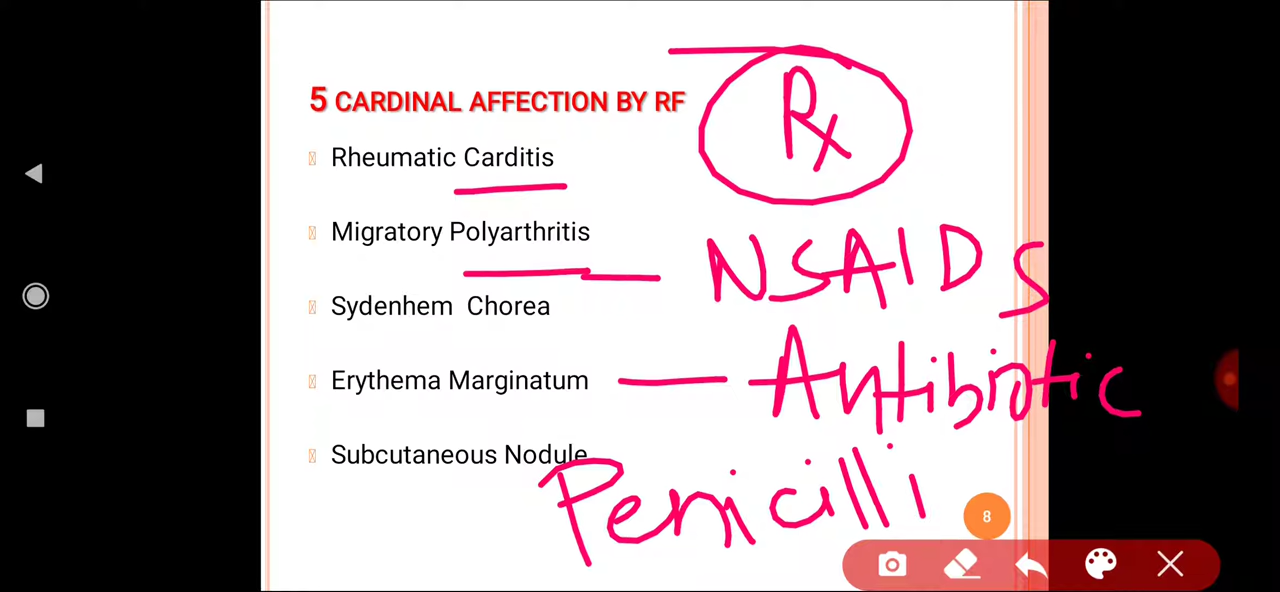 5 CARDINAL AFFECTION BY RF
Rx
Rheumatic Carditis
Migratory Polyarthritis
NSAIDS
Sydenhem Chorea
Erythema Marginatum
Antibiotic
Subcutaneous Nodule
Penicilli
8